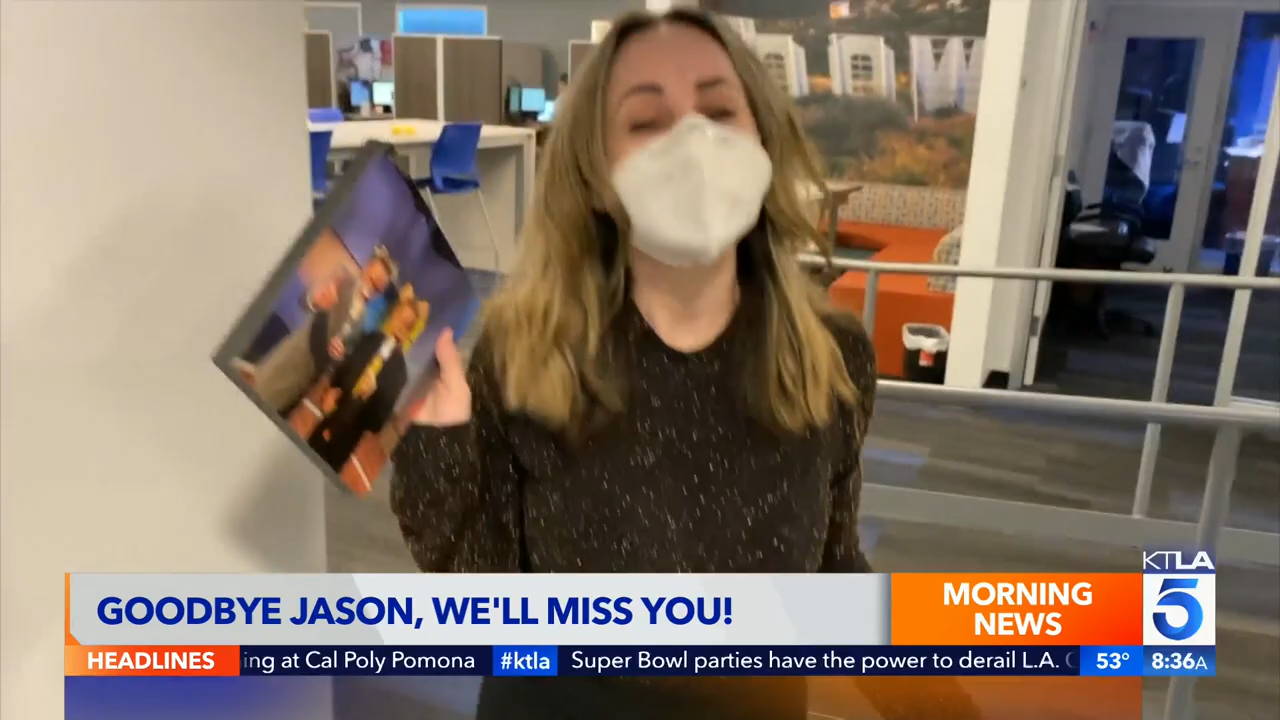 GOODBYE JASON, WE'LL MISS YOU!
MORNING
NEWS
KTLA
5
HEADLINES
ing at Cal Poly Pomona
#ktla
Super Bowl parties have the power to derail L.A.
53°
8:36A